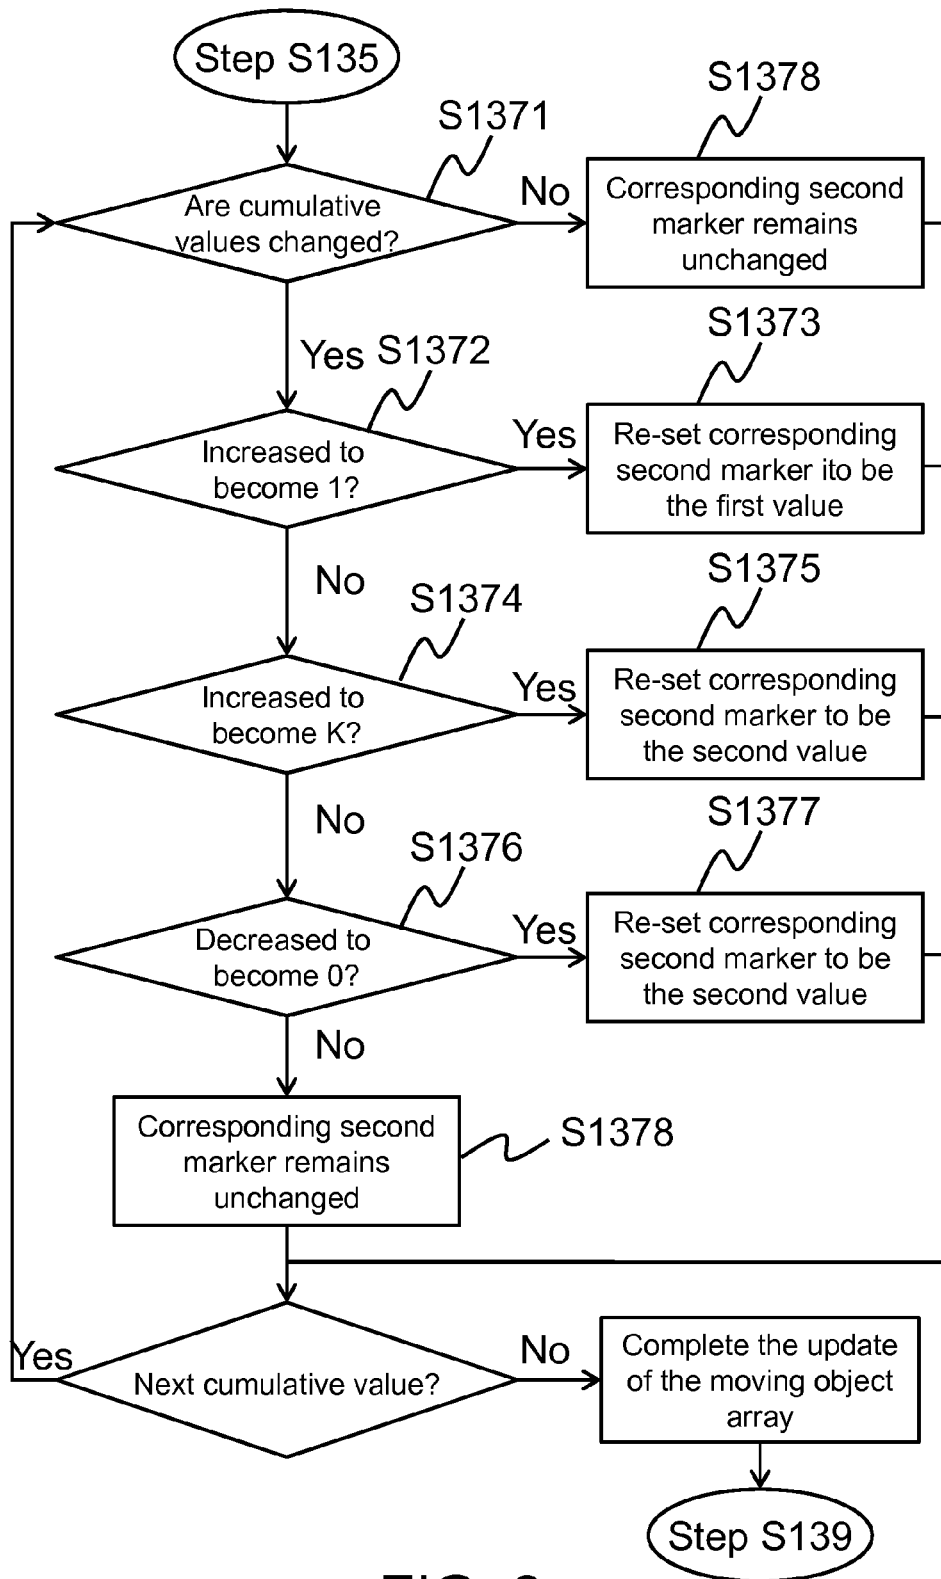 Step S135
S1371
S1378
Are cumulative
values changed?
No
Corresponding second
marker remains
unchanged
Yes
S1372
S1373
Increased to
become 1?
Yes
Re-set corresponding
second marker ito be
the first value
No
S1374
S1375
Increased to
become K?
Yes
Re-set corresponding
second marker to be
the second value
No
S1376
S1377
Decreased to
become 0?
Yes
Re-set corresponding
second marker to be
the second value
No
Corresponding second
marker remains
unchanged
S1378
Yes
Next cumulative value?
No
Complete the update
of the moving object
array
Step S139